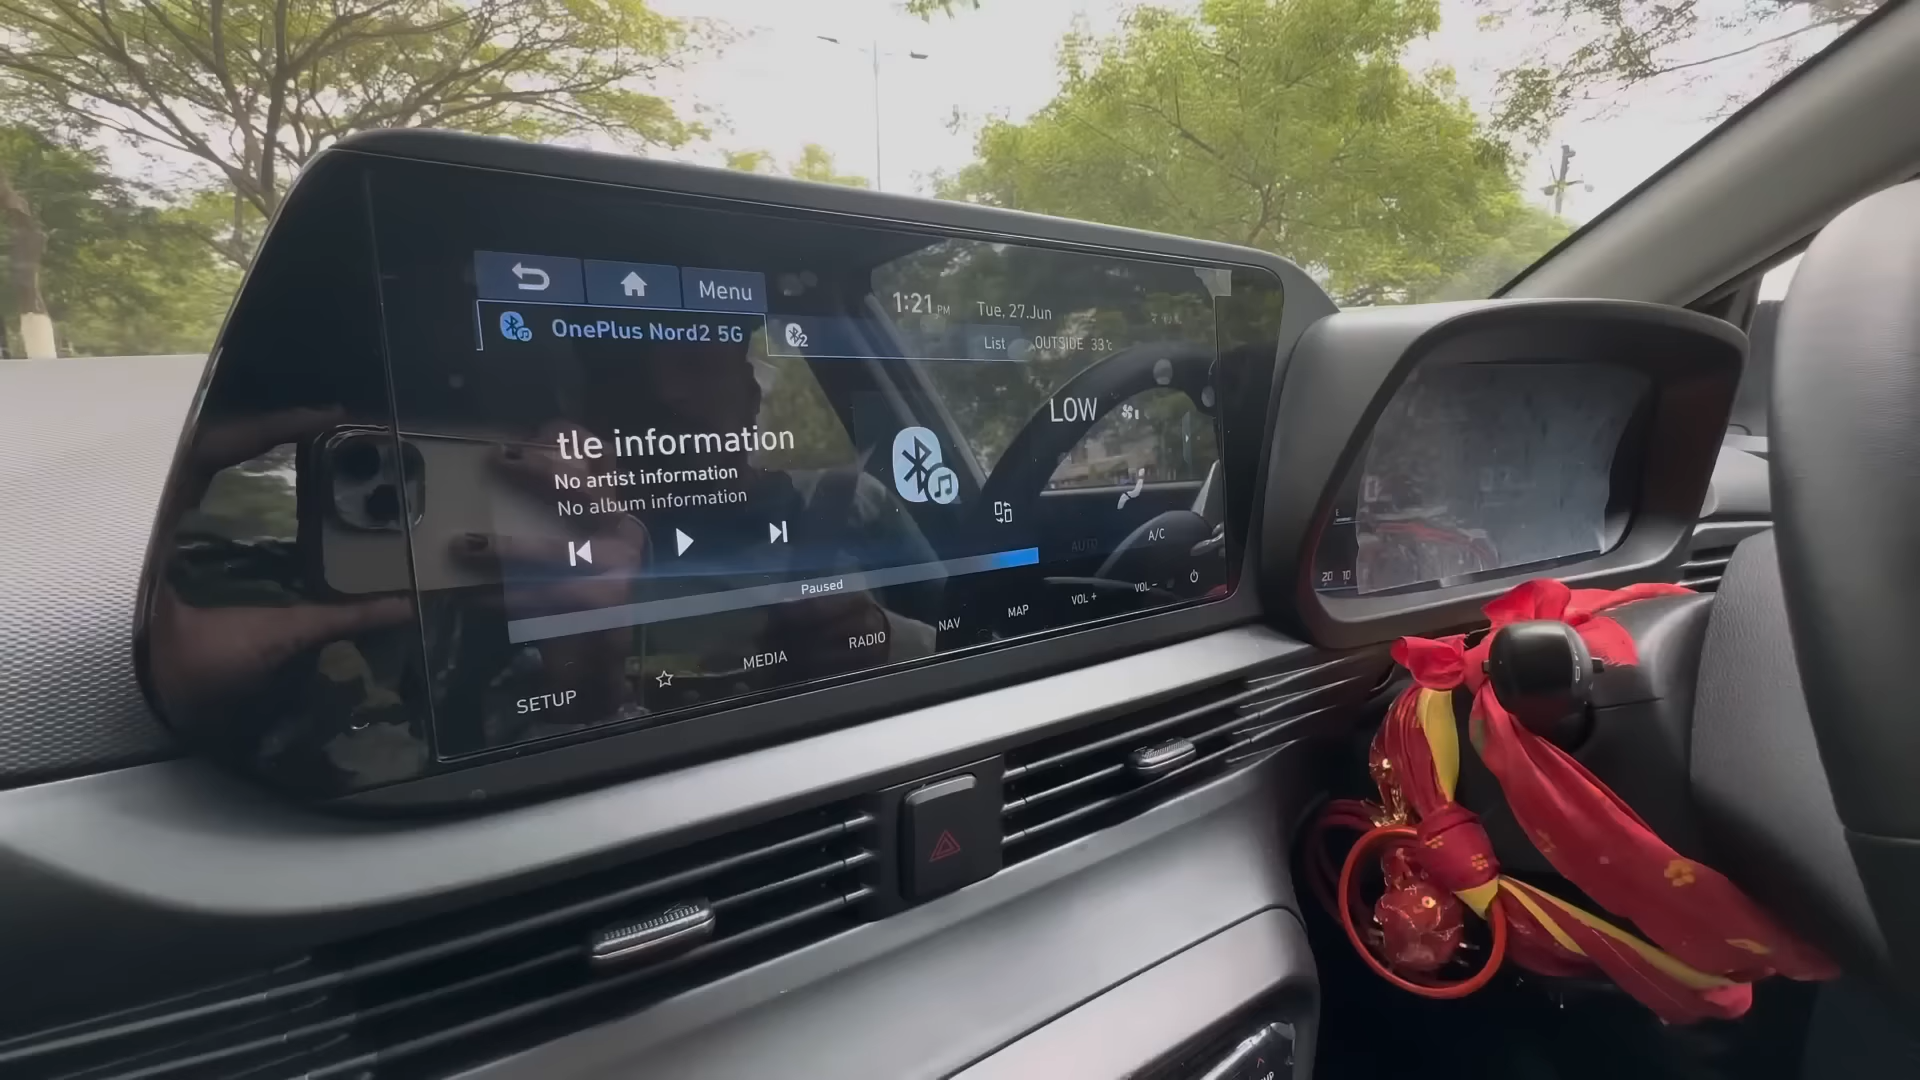 Menu
1:21 PM
Tue, 27.Jun
OnePlus Nord2 5G
2
List
OUTSIDE 33°c
LOW
tle information
No artist information
No album information
Paused
AUTO
A/C
SETUP
MEDIA
RADIO
NAV
MAP
VOL +
VOL -
E
20 10